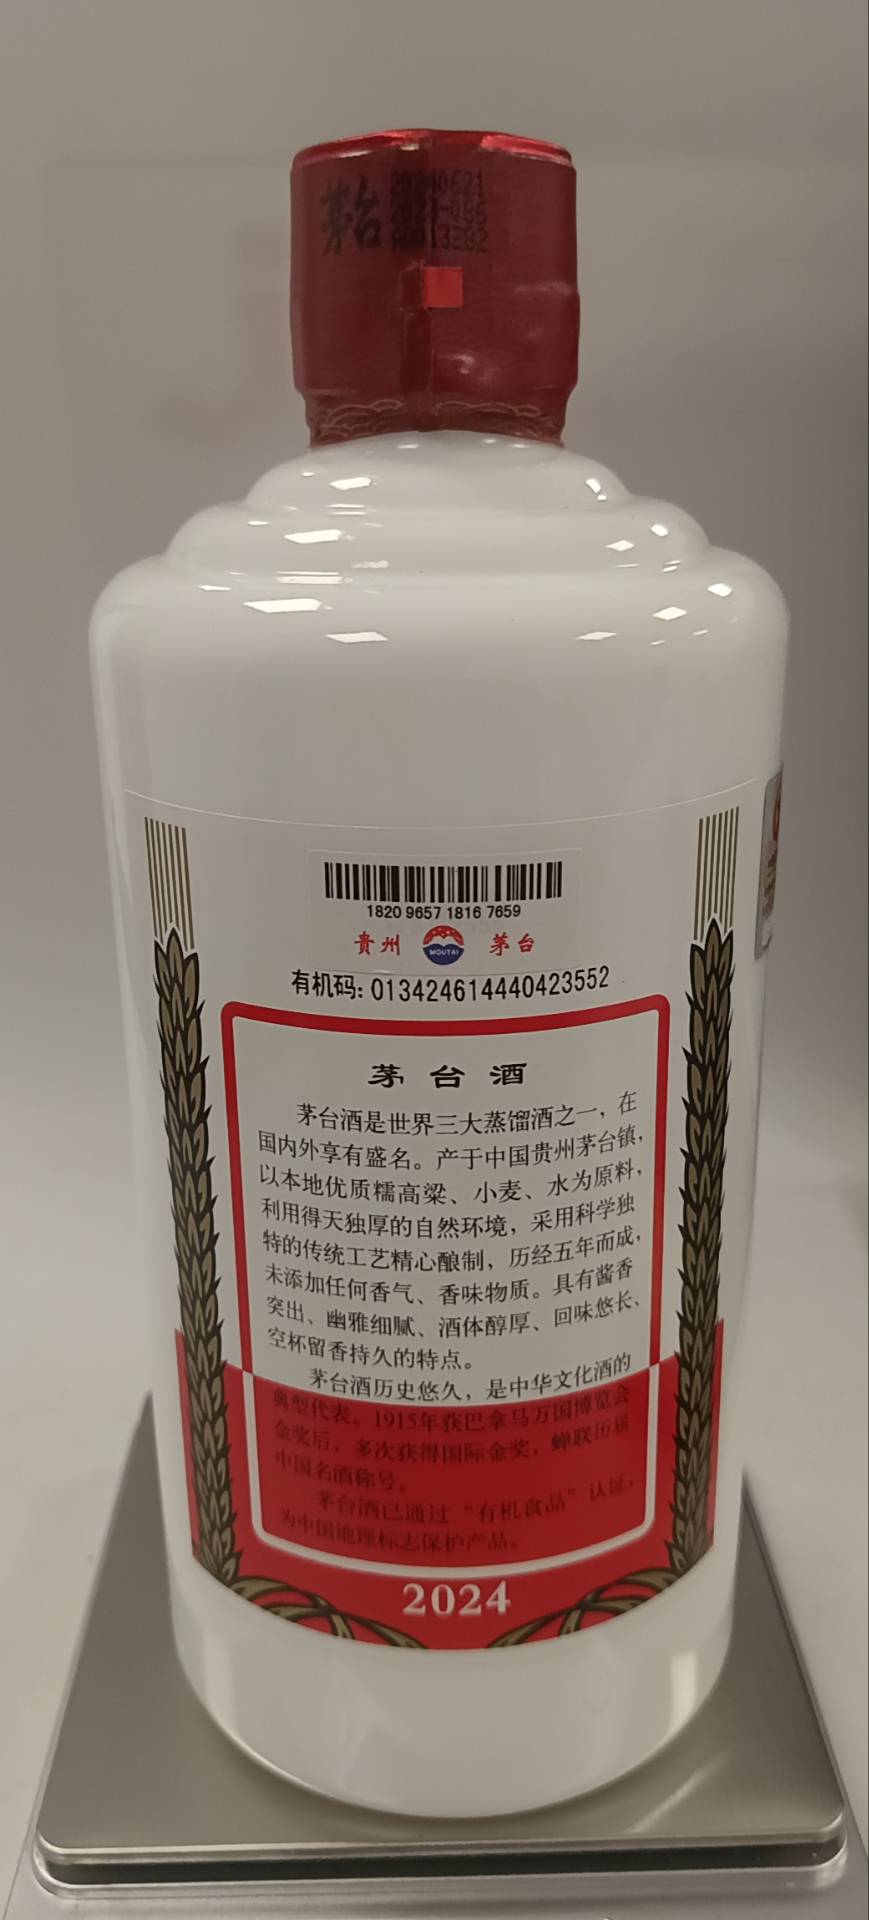 茅台 20240621
2023-086
A0013282
1820 9657 1816 7659
贵州 MOUTAI 茅台
有机码: 013424614440423552
茅台酒
茅台酒是世界三大蒸馏酒之一，在
国内外享有盛名。产于中国贵州茅台镇，
以本地优质糯高粱、小麦、水为原料，
利用得天独厚的自然环境，采用科学独
特的传统工艺精心酿制，历经五年而成，
未添加任何香气、香味物质。具有酱香
突出、幽雅细腻、酒体醇厚、回味悠长、
空杯留香持久的特点。
茅台酒历史悠久，是中华文化酒的
典型代表。1915年获巴拿马万国博览会
金奖后，多次获得国际金奖，蝉联历届
中国名酒称号。
茅台酒已通过“有机食品”认证，
为中国地理标志保护产品。
2024